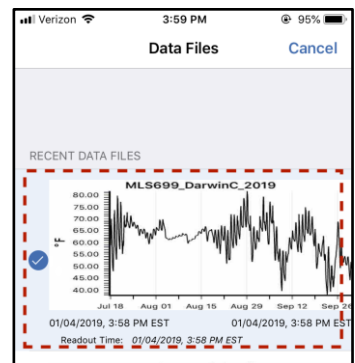 Verizon 3:59 PM 95%
Data Files Cancel
RECENT DATA FILES
MLS699_DarwinC_2019
80.00
75.00
70.00
65.00
60.00
55.00
50.00
45.00
40.00
°F
Jul 18 Aug 01 Aug 15 Aug 29 Sep 12 Sep 26
01/04/2019, 3:58 PM EST 01/04/2019, 3:58 PM EST
Readout Time: 01/04/2019, 3:58 PM EST